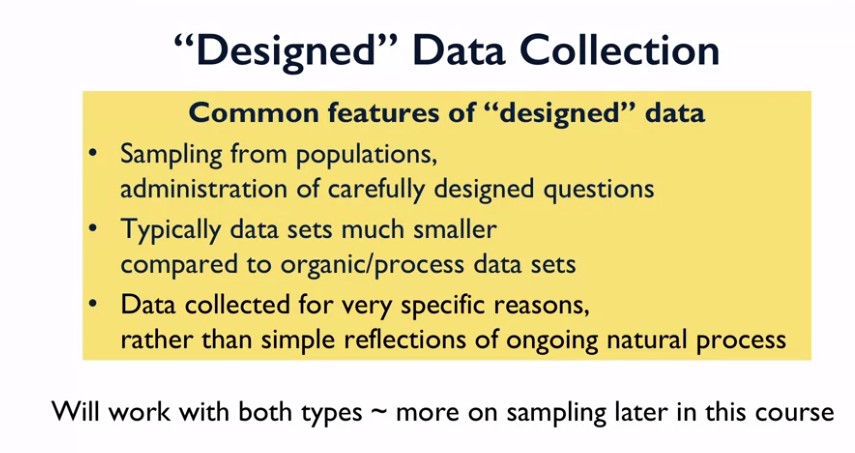 “Designed” Data Collection
Common features of “designed” data
• Sampling from populations,
administration of carefully designed questions
• Typically data sets much smaller
compared to organic/process data sets
• Data collected for very specific reasons,
rather than simple reflections of ongoing natural process
Will work with both types ~ more on sampling later in this course